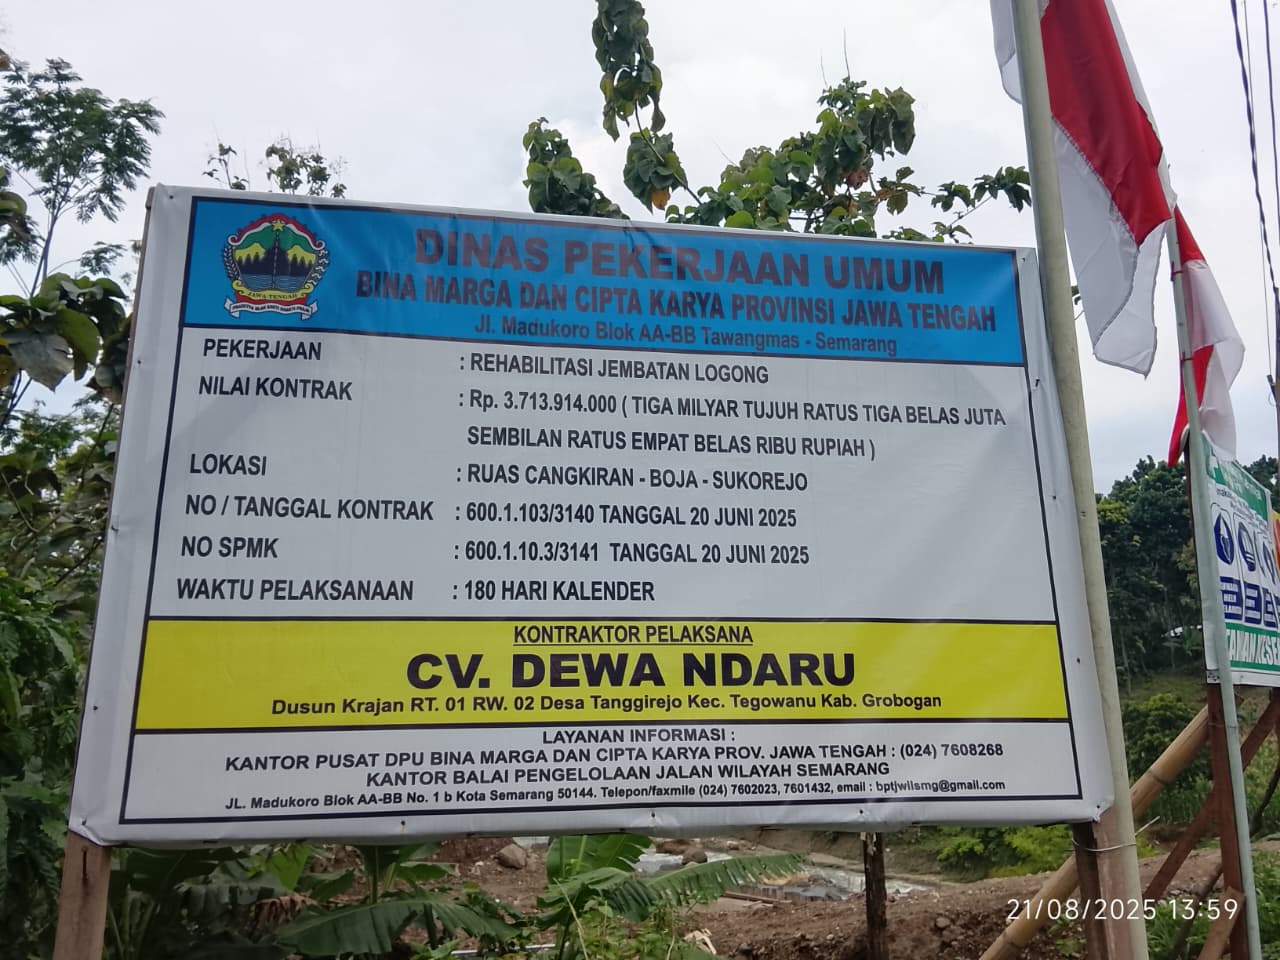 DINAS PEKERJAAN UMUM
BINA MARGA DAN CIPTA KARYA PROVINSI JAWA TENGAH
Jl. Madukoro Blok AA-BB Tawangmas - Semarang
JAWA TENGAH
PEKERJAAN : REHABILITASI JEMBATAN LOGONG
NILAI KONTRAK : Rp. 3.713.914.000 ( TIGA MILYAR TUJUH RATUS TIGA BELAS JUTA
SEMBILAN RATUS EMPAT BELAS RIBU RUPIAH )
LOKASI : RUAS CANGKIRAN - BOJA - SUKOREJO
NO / TANGGAL KONTRAK : 600.1.103/3140 TANGGAL 20 JUNI 2025
NO SPMK : 600.1.10.3/3141 TANGGAL 20 JUNI 2025
WAKTU PELAKSANAAN : 180 HARI KALENDER
KONTRAKTOR PELAKSANA
CV. DEWA NDARU
Dusun Krajan RT. 01 RW. 02 Desa Tanggirejo Kec. Tegowanu Kab. Grobogan
LAYANAN INFORMASI :
KANTOR PUSAT DPU BINA MARGA DAN CIPTA KARYA PROV. JAWA TENGAH : (024) 7608268
KANTOR BALAI PENGELOLAAN JALAN WILAYAH SEMARANG
JL. Madukoro Blok AA-BB No. 1 b Kota Semarang 50144. Telepon/faxmile (024) 7602023, 7601432, email : bptjwilsmg@gmail.com
21/08/2025 13:59